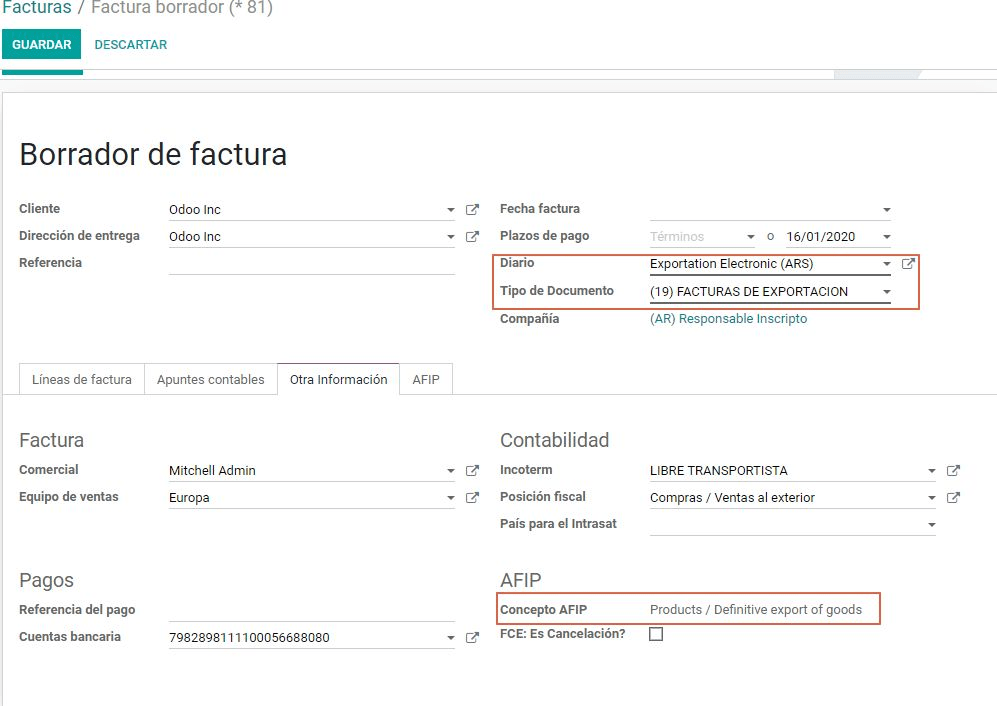 Facturas / Factura borrador (* 81)
GUARDAR DESCARTAR
Borrador de factura
Cliente Odoo Inc
Dirección de entrega Odoo Inc
Referencia
Fecha factura
Plazos de pago Términos o 16/01/2020
Diario Exportation Electronic (ARS)
Tipo de Documento (19) FACTURAS DE EXPORTACION
Compañía (AR) Responsable Inscripto
Líneas de factura Apuntes contables Otra Información AFIP
Factura
Comercial Mitchell Admin
Equipo de ventas Europa
Contabilidad
Incoterm LIBRE TRANSPORTISTA
Posición fiscal Compras / Ventas al exterior
País para el Intrasat
Pagos
Referencia del pago
Cuentas bancaria 7982898111100056688080
AFIP
Concepto AFIP Products / Definitive export of goods
FCE: Es Cancelación?